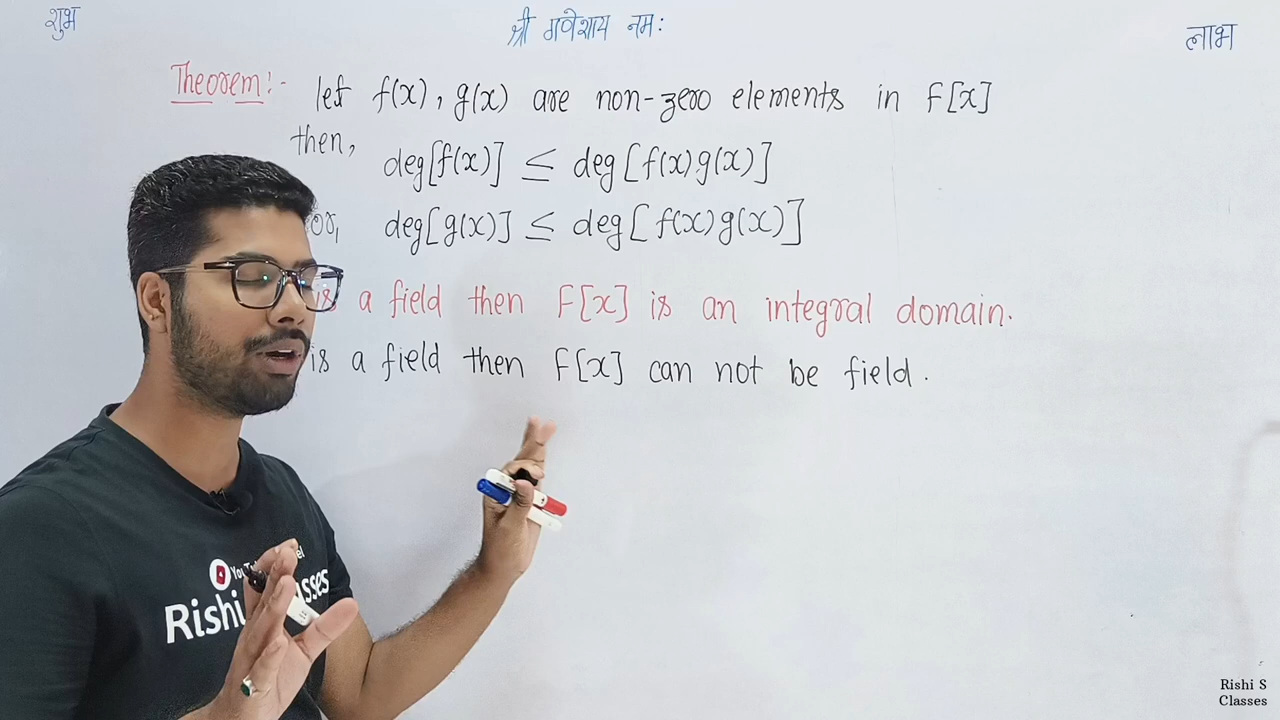 शुभ
श्री गणेशाय नमः
लाभ
Theorem:- let f(x), g(x) are non-zero elements in F[x]
then,
deg[f(x)] ≤ deg[f(x)g(x)]
or, deg[g(x)] ≤ deg[f(x)g(x)]
is a field then F[x] is an integral domain.
is a field then F[x] can not be field.
Rishi
Rishi S
Classes